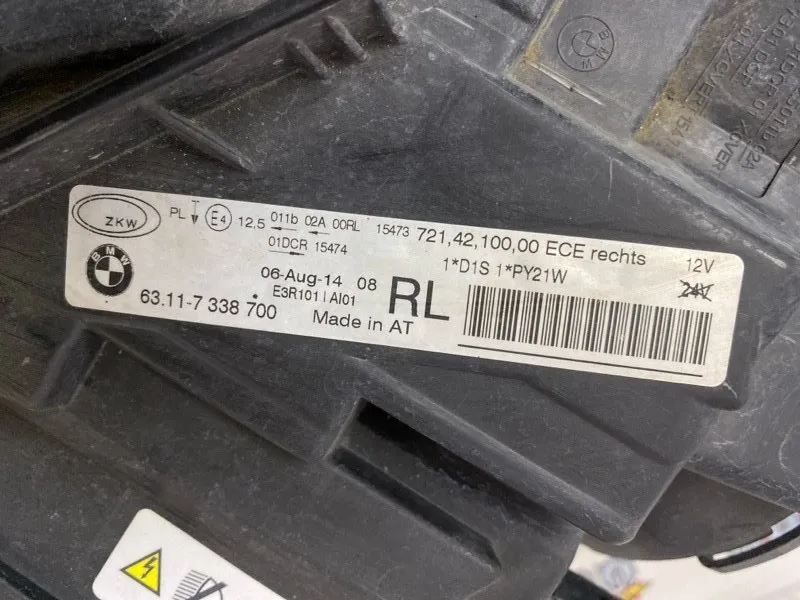 BMW
ZKW
PL E4 12,5 011b 02A 00RL 15473 721,42,100,00 ECE rechts 12V
01DCR 15474 1*D1S 1*PY21W 24V
BMW 06-Aug-14 08 RL
63.11-7 338 700 E3R101 I AI01
Made in AT